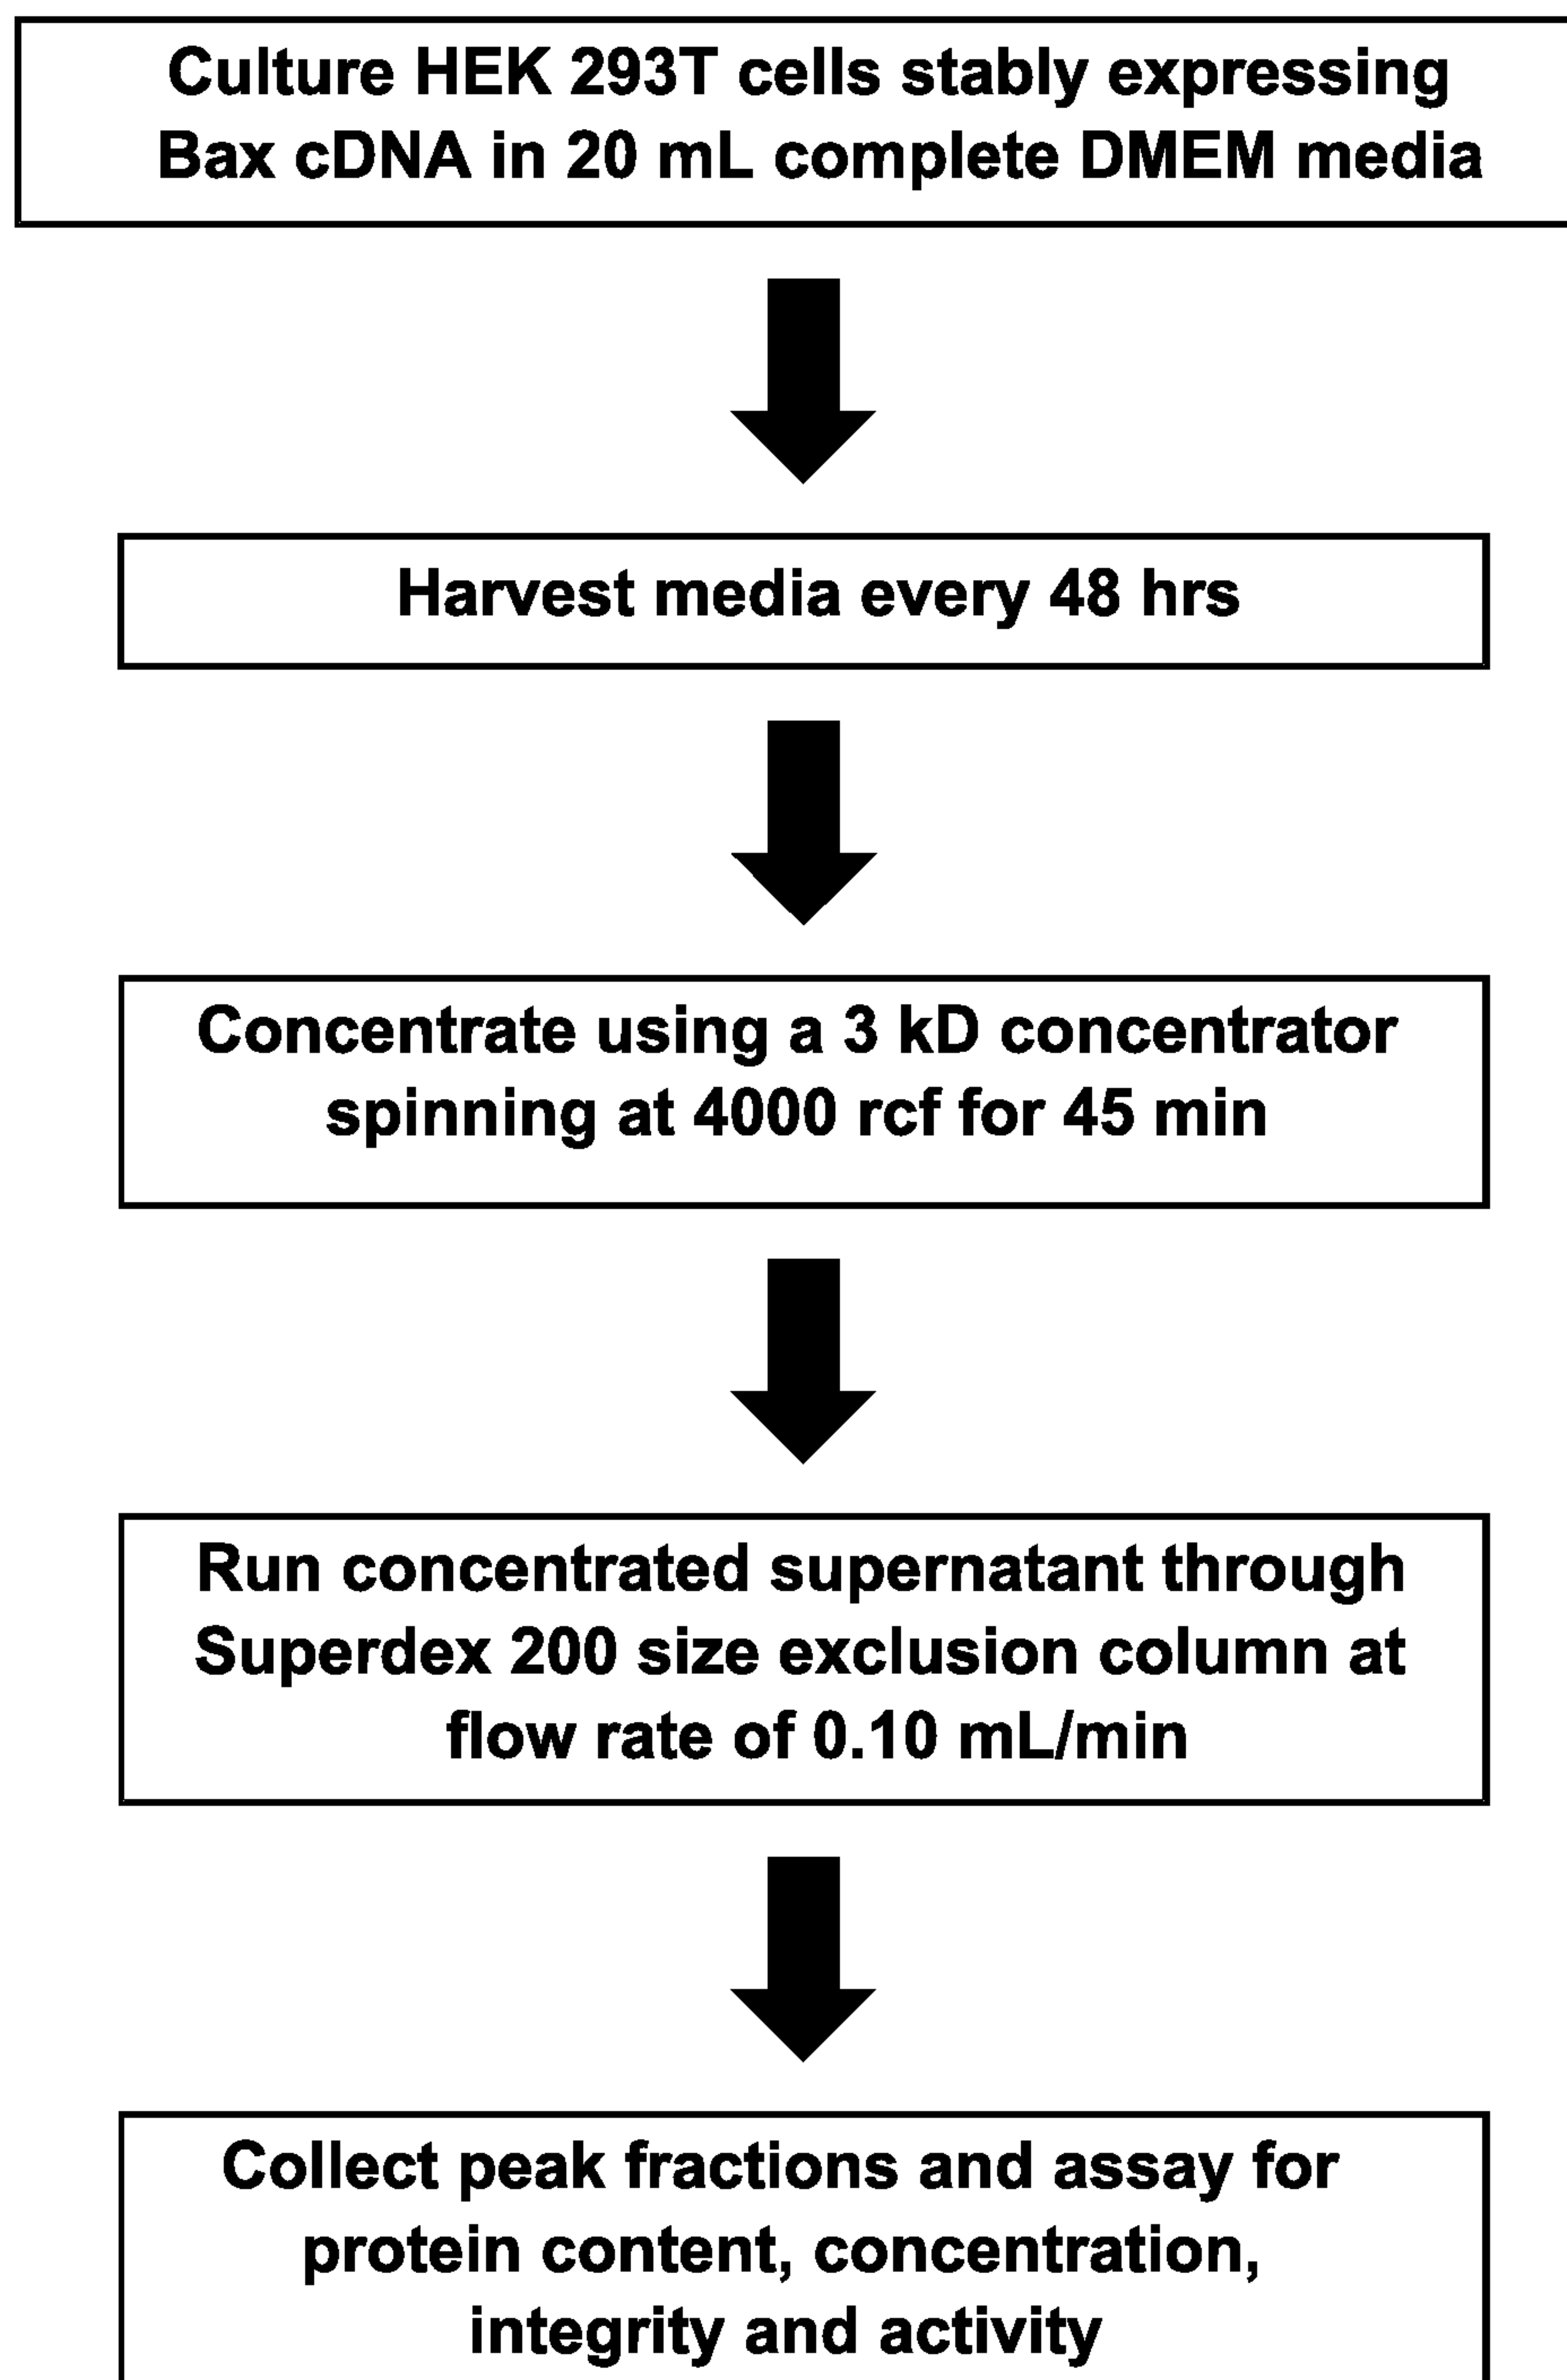 Culture HEK 293T cells stably expressing
Bax cDNA in 20 mL complete DMEM media
Harvest media every 48 hrs
Concentrate using a 3 kD concentrator
spinning at 4000 rcf for 45 min
Run concentrated supernatant through
Superdex 200 size exclusion column at
flow rate of 0.10 mL/min
Collect peak fractions and assay for
protein content, concentration,
integrity and activity